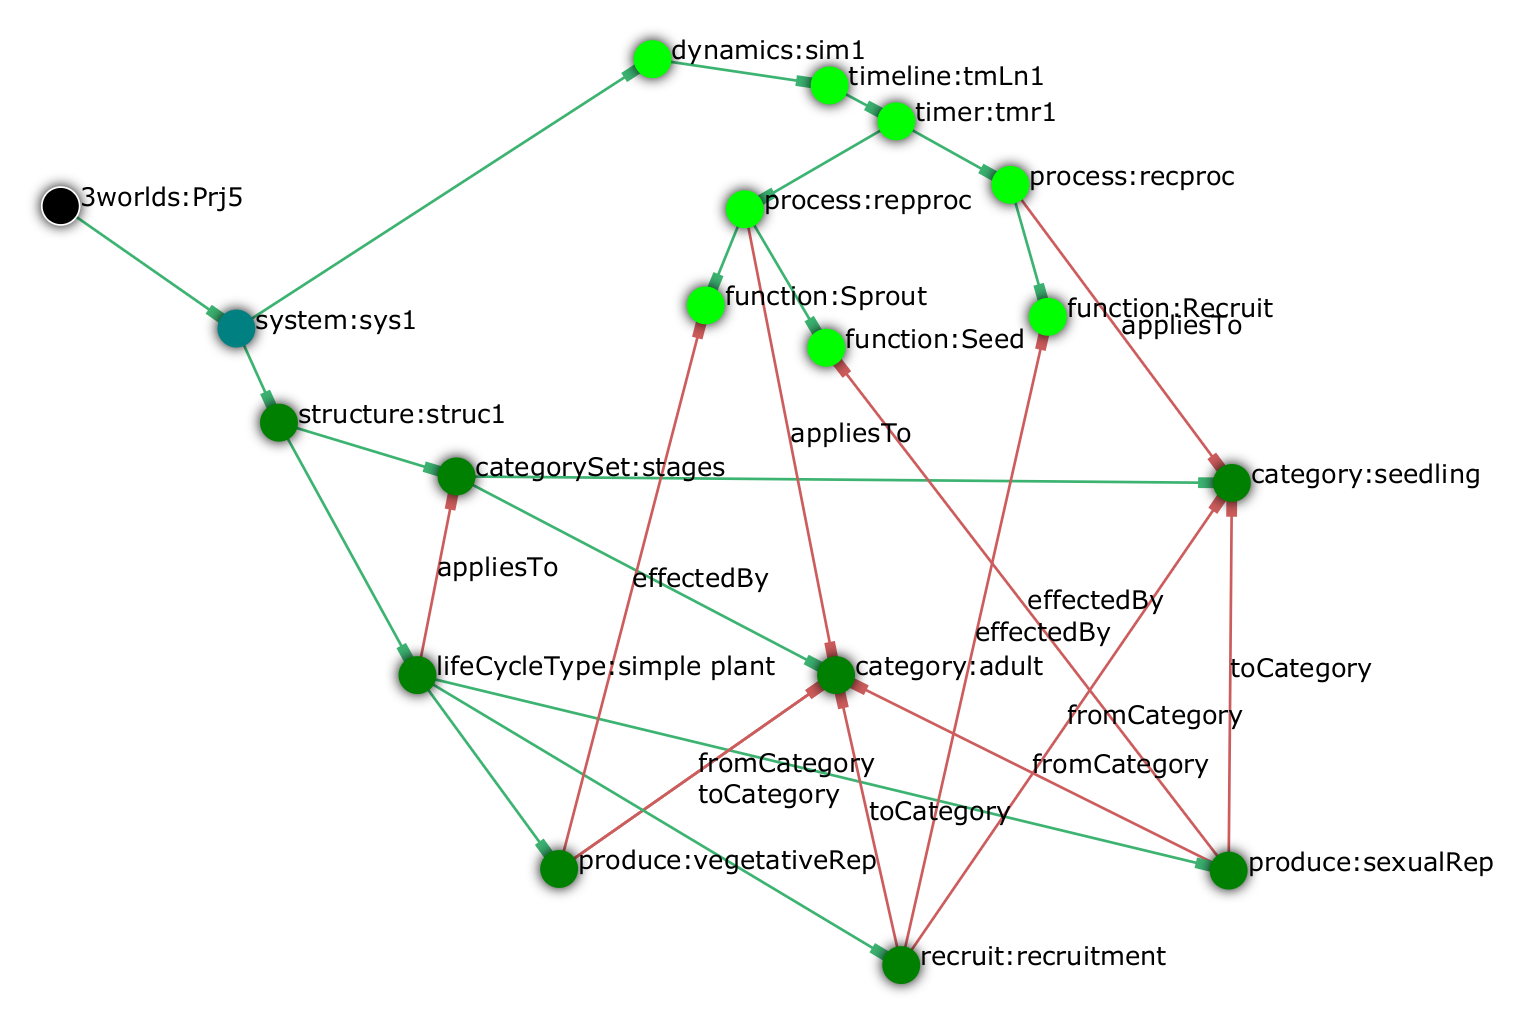 dynamics:sim1
timeline:tmLn1
timer:tmr1
process:recproc
3worlds:Prj5
process:repproc
function:Sprout
function:Recruit
system:sys1
appliesTo
function:Seed
structure:struc1
appliesTo
categorySet:stages
category:seedling
appliesTo
effectedBy
effectedBy
effectedBy
lifeCycleType:simple plant
category:adult
toCategory
fromCategory
fromCategory
fromCategory
toCategory
toCategory
produce:vegetativeRep
produce:sexualRep
recruit:recruitment